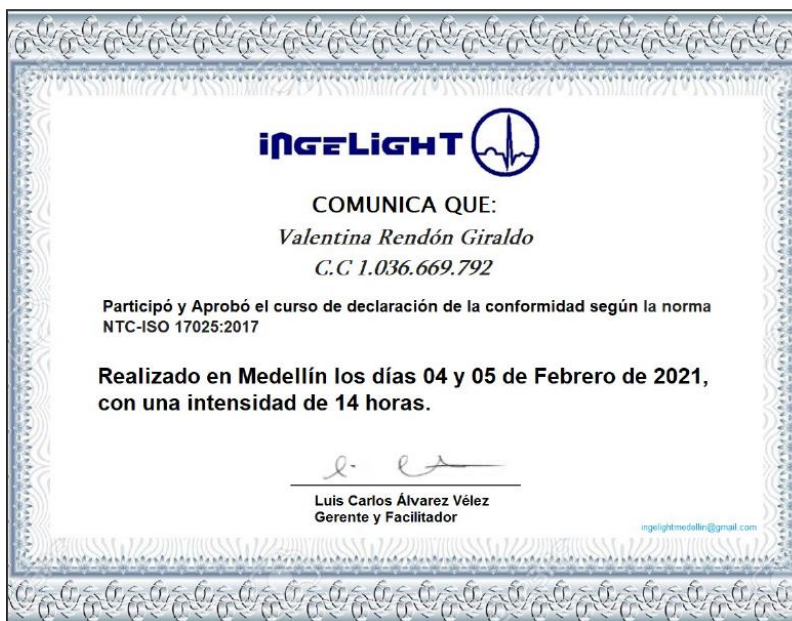 iNGELIGHT
COMUNICA QUE:
Valentina Rendón Giraldo
C.C 1.036.669.792
Participó y Aprobó el curso de declaración de la conformidad según la norma
NTC-ISO 17025:2017
Realizado en Medellín los días 04 y 05 de Febrero de 2021,
con una intensidad de 14 horas.
Luis Carlos Álvarez Vélez
Gerente y Facilitador
ingelightmedellin@gmail.com